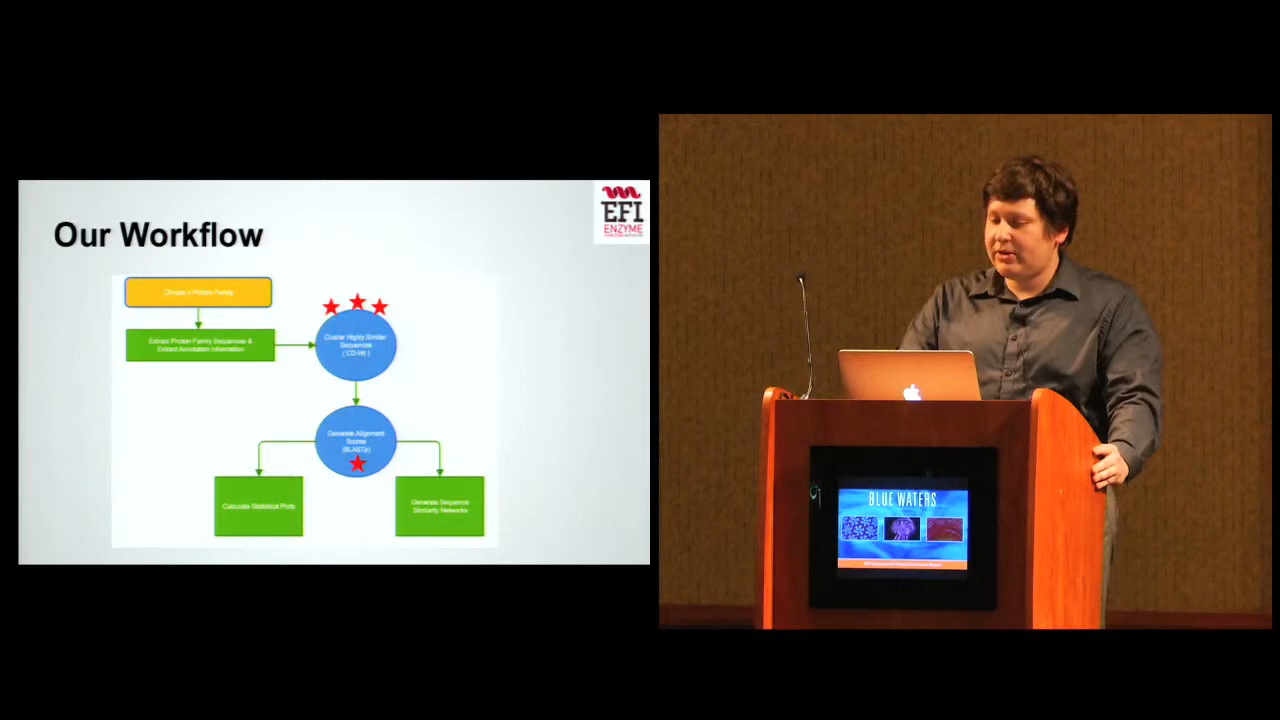 Our Workflow
EFI
ENZYME
Choose a Protein Family
Extract Protein Family Sequences &
Extract Annotation Information
Cluster Highly Similar
Sequences
( CD-Hit )
Generate Alignment
Scores
(BLAST)
Calculate Statistical Plots
Generate Sequence
Similarity Networks
BLUE WATERS